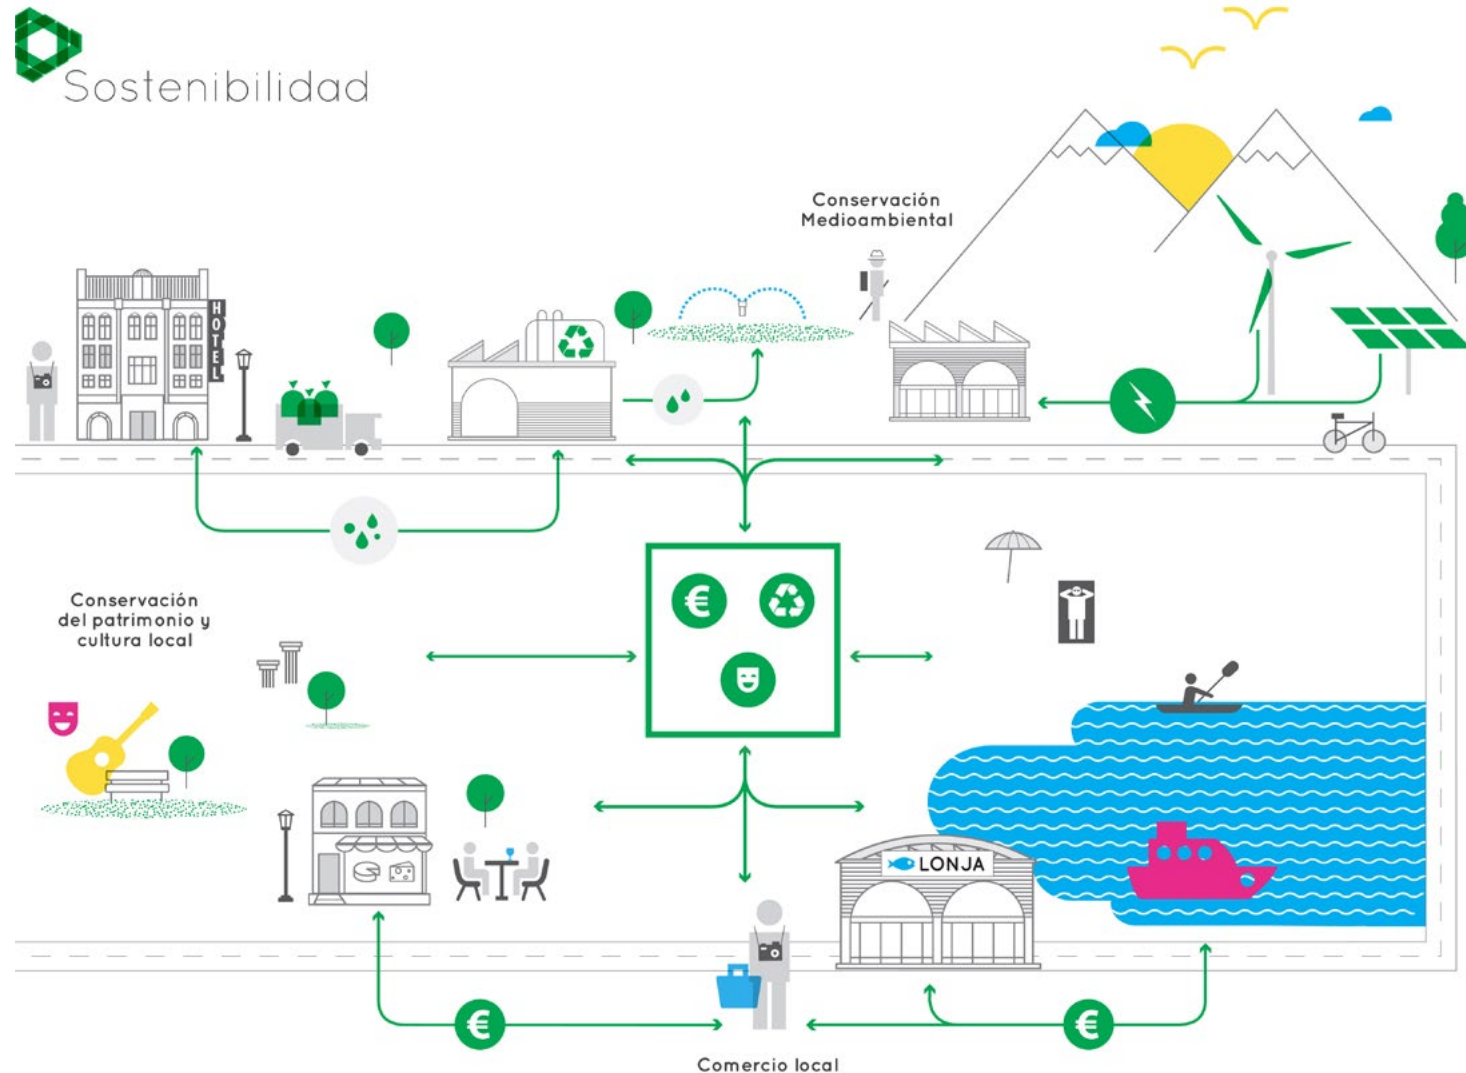 Sostenibilidad
Conservación
Medioambiental
HOTEL
€
Conservación
del patrimonio y
cultura local
LONJA
€
€
Comercio local